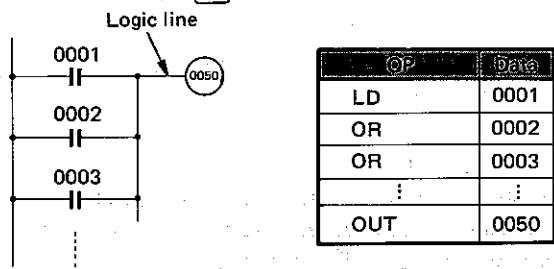 Logic line
0001
0050
0002
0003
OP Data
LD 0001
OR 0002
OR 0003
OUT 0050